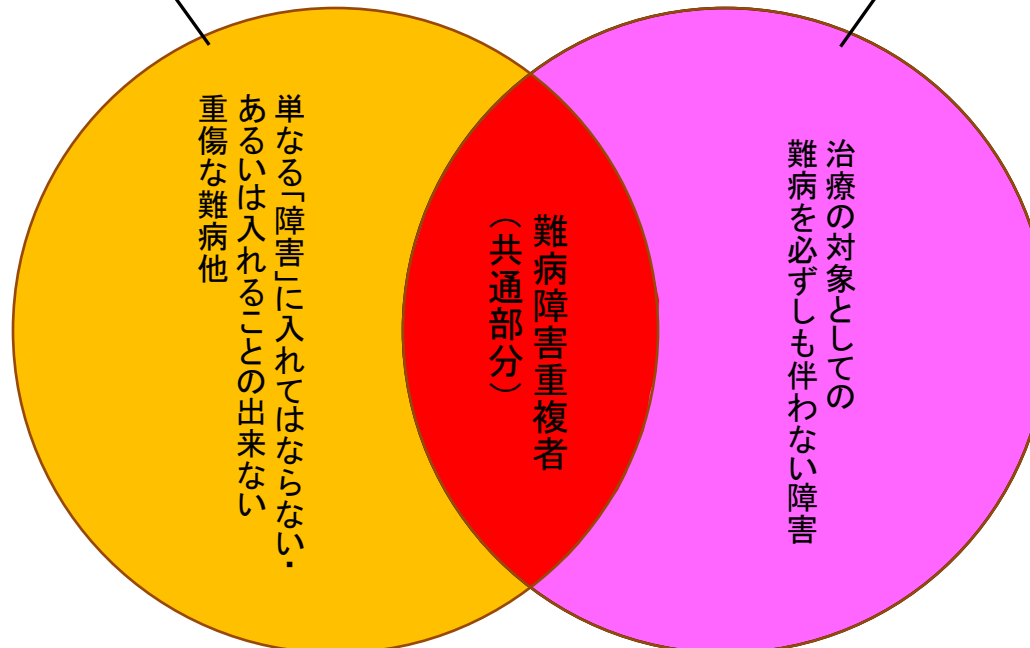 単なる「障害」に入れてはならない・
あるいは入れることの出来ない
重傷な難病他
難病障害重複者
（共通部分）
治療の対象としての
難病を必ずしも伴わない障害